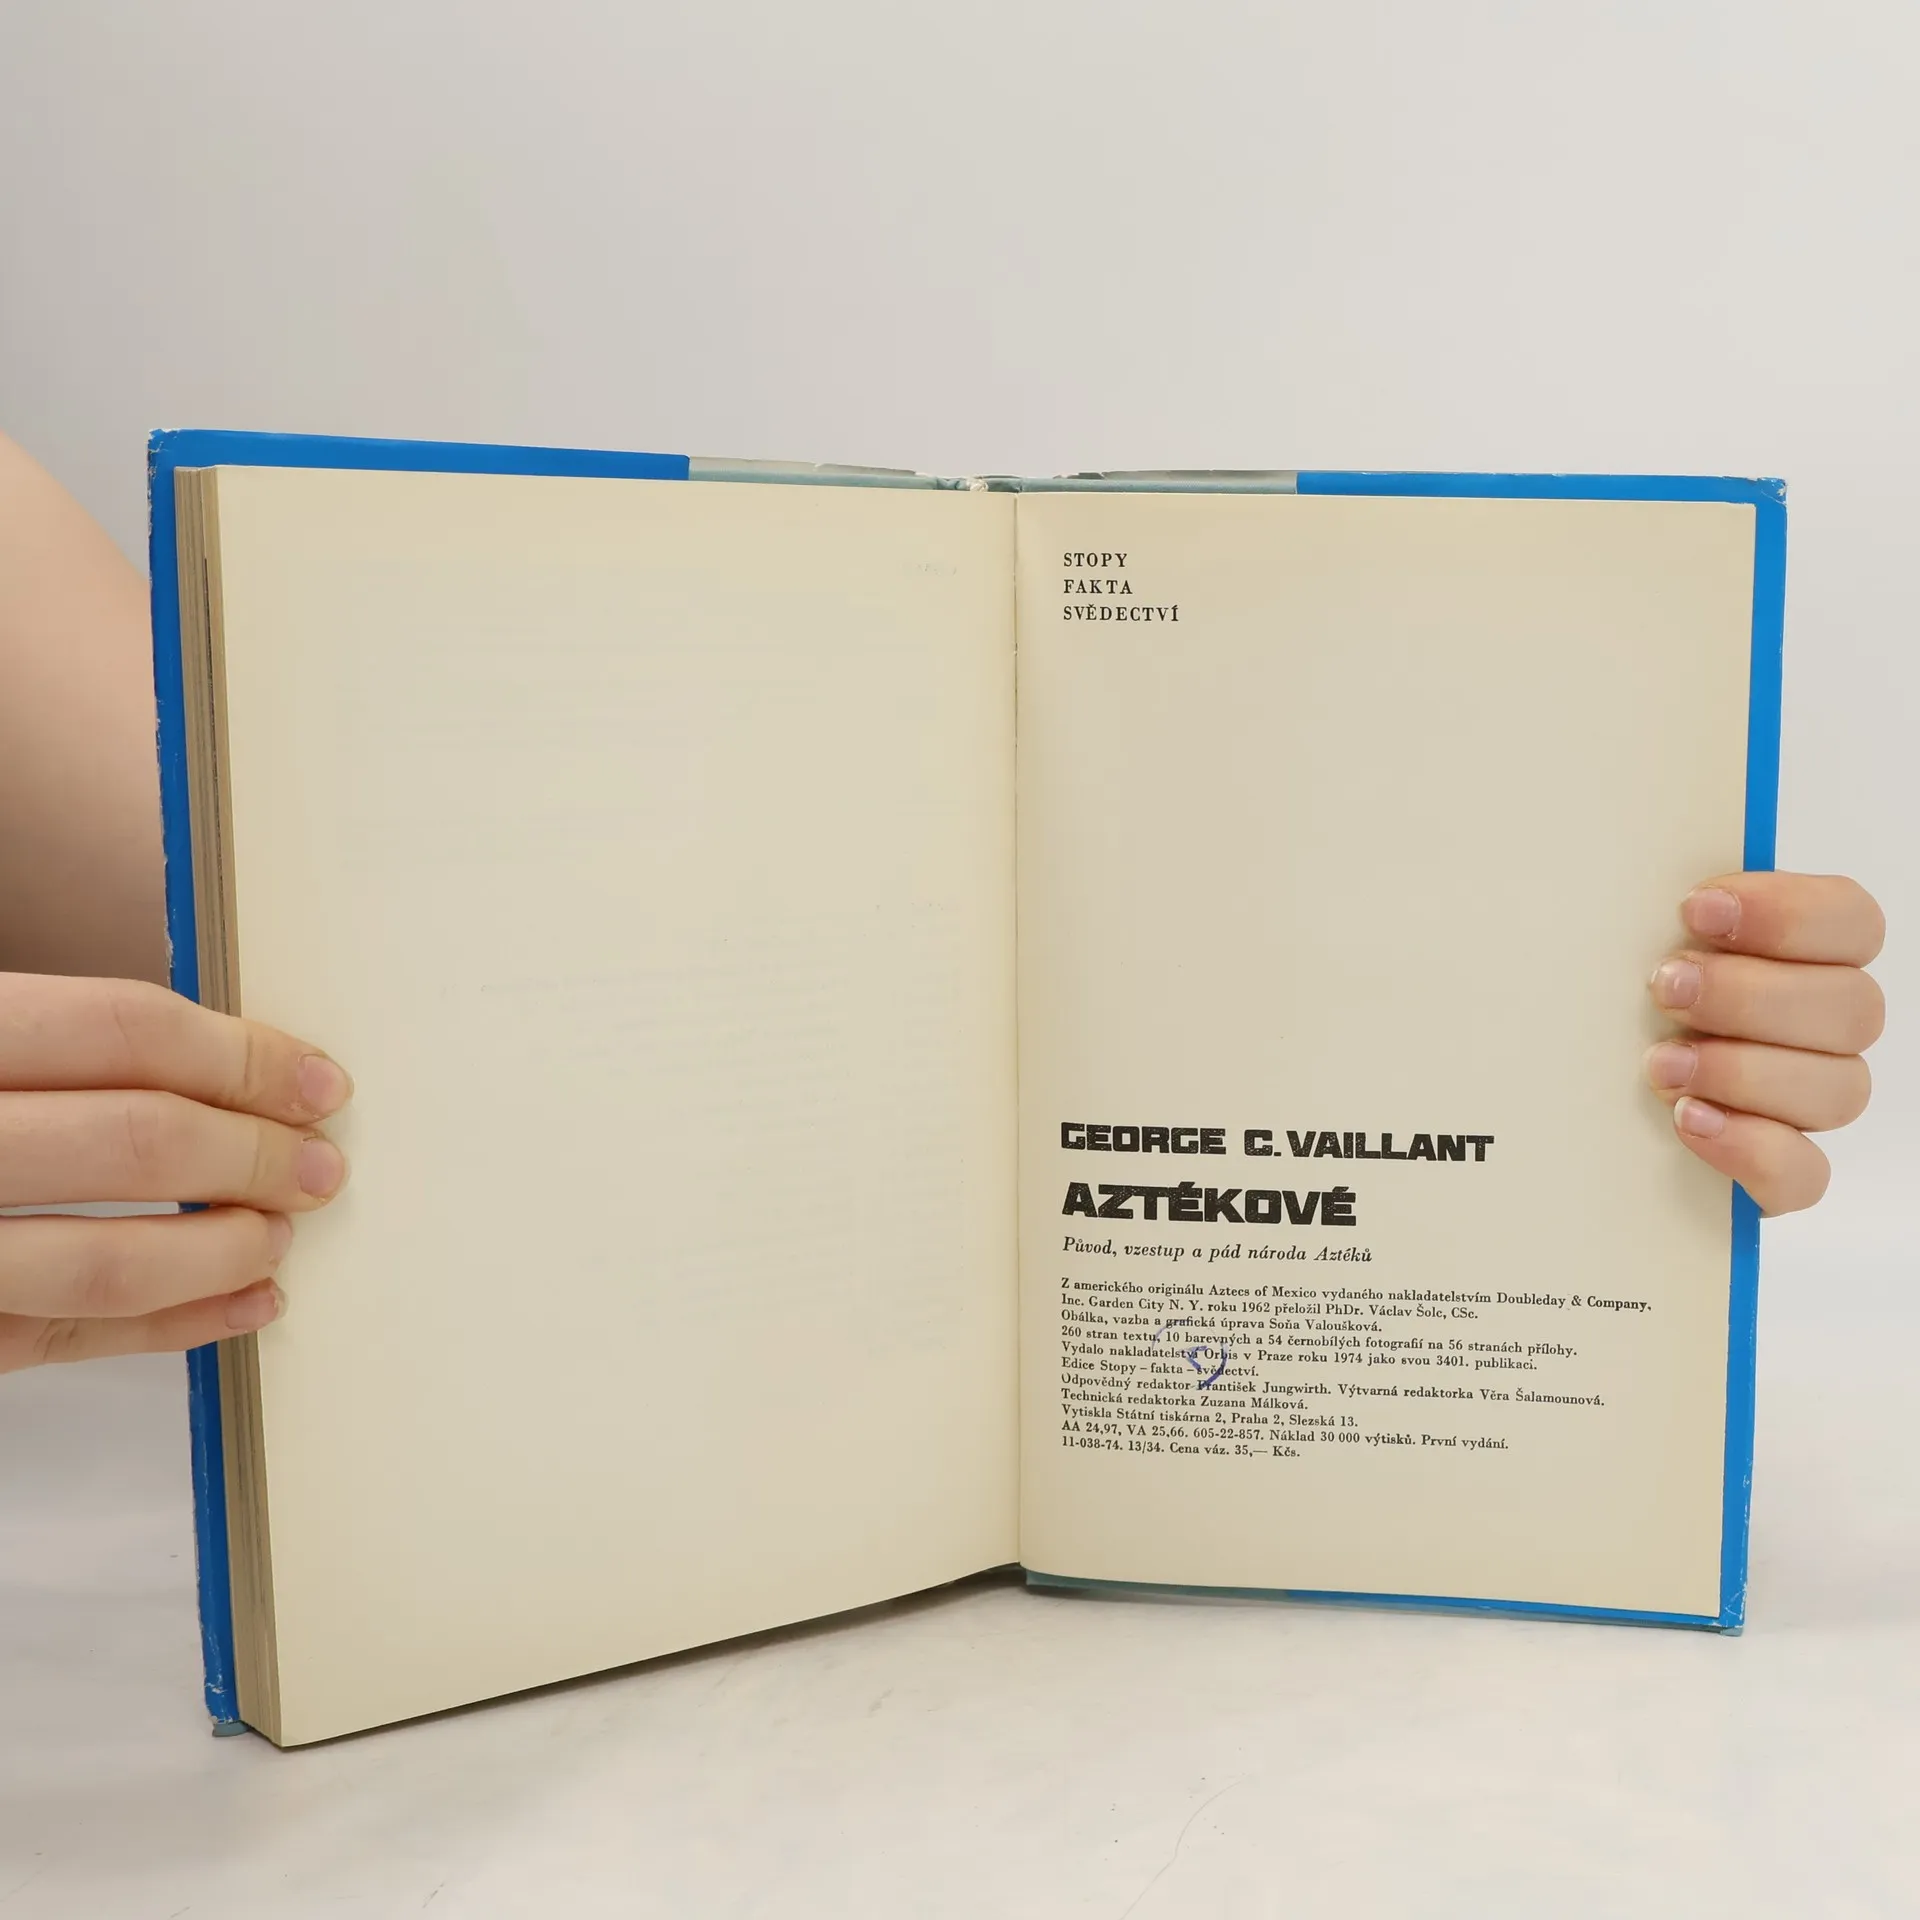 STOPY
FAKTA
SVĚDECTVÍ
GEORGE C. VAILLANT
AZTÉKOVÉ
Původ, vzestup a pád národa Aztéků
Z amerického originálu Aztecs of Mexico vydaného nakladatelstvím Doubleday & Company,
Inc. Garden City N. Y. roku 1962 přeložil PhDr. Václav Šolc, CSc.
Obálka, vazba a grafická úprava Soňa Valoušková.
260 stran textu, 10 barevných a 54 černobílých fotografií na 56 stranách přílohy.
Vydalo nakladatelství Orbis v Praze roku 1974 jako svou 3401. publikaci.
Edice Stopy – fakta – svědectví.
Odpovědný redaktor František Jungwirth. Výtvarná redaktorka Věra Šalamounová.
Technická redaktorka Zuzana Málková.
Vytiskla Státní tiskárna 2, Praha 2, Slezská 13.
AA 24,97, VA 25,66. 605-22-857. Náklad 30 000 výtisků. První vydání.
11-038-74. 13/34. Cena váz. 35,— Kčs.